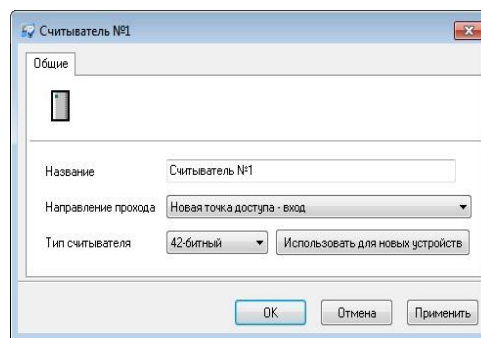 Считыватель №1
Общие
Название Считыватель №1
Направление прохода Новая точка доступа - вход
Тип считывателя 42-битный Использовать для новых устройств
OK Отмена Применить